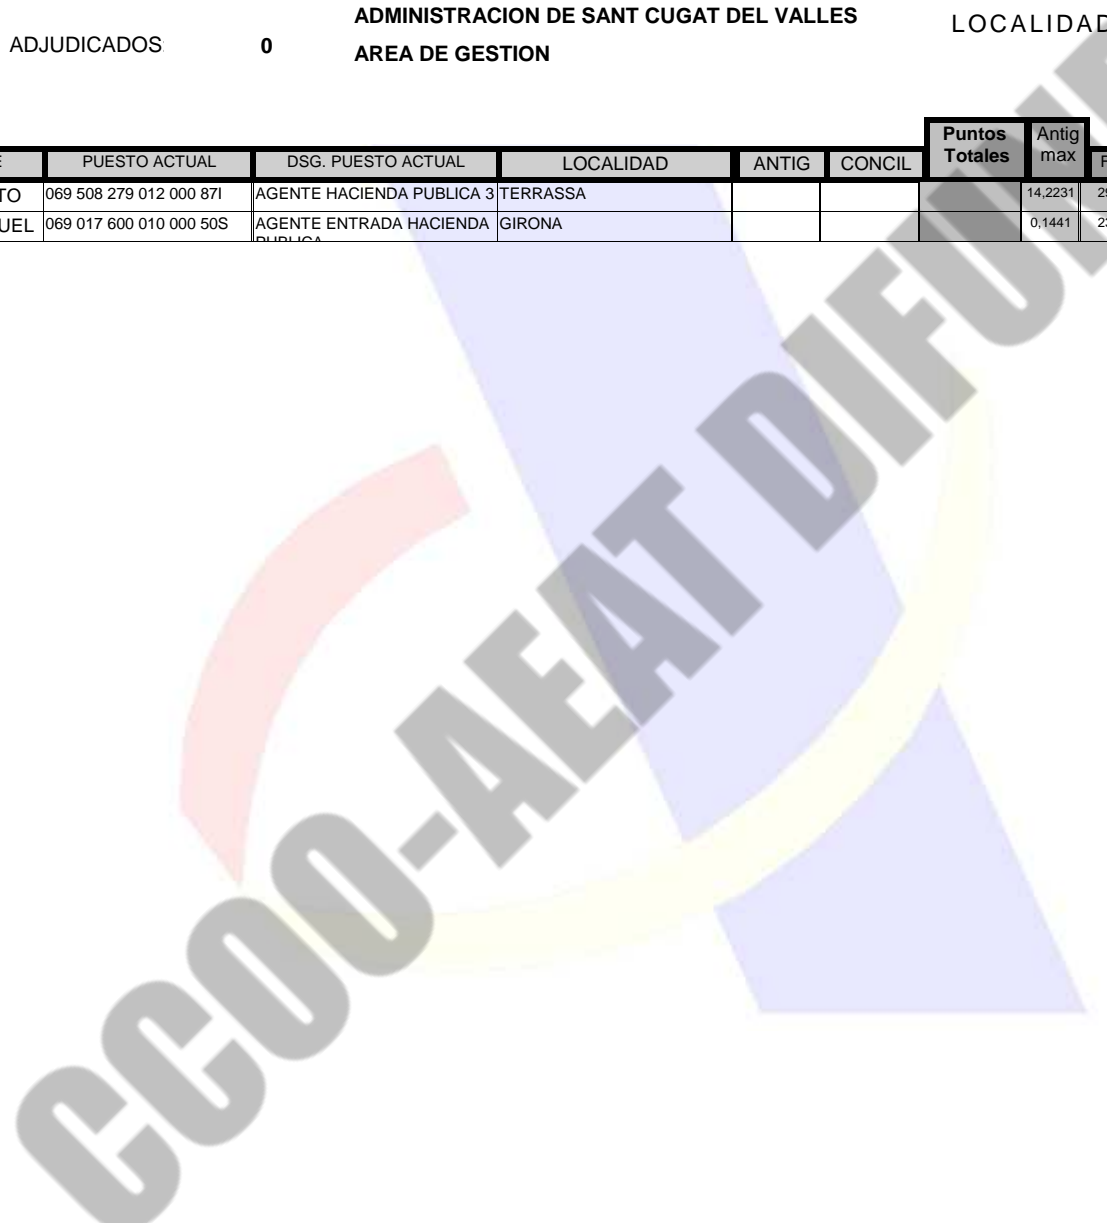 ADMINISTRACION DE SANT CUGAT DEL VALLES
LOCALIDAD
ADJUDICADOS: 0
AREA DE GESTION
PUESTO ACTUAL DSG. PUESTO ACTUAL LOCALIDAD ANTIG CONCIL Puntos Totales Antig max
TO 069 508 279 012 000 87I AGENTE HACIENDA PUBLICA 3 TERRASSA 14,2231
UEL 069 017 600 010 000 50S AGENTE ENTRADA HACIENDA PUBLICA GIRONA 0,1441
CCOO-AEAT DIFUN